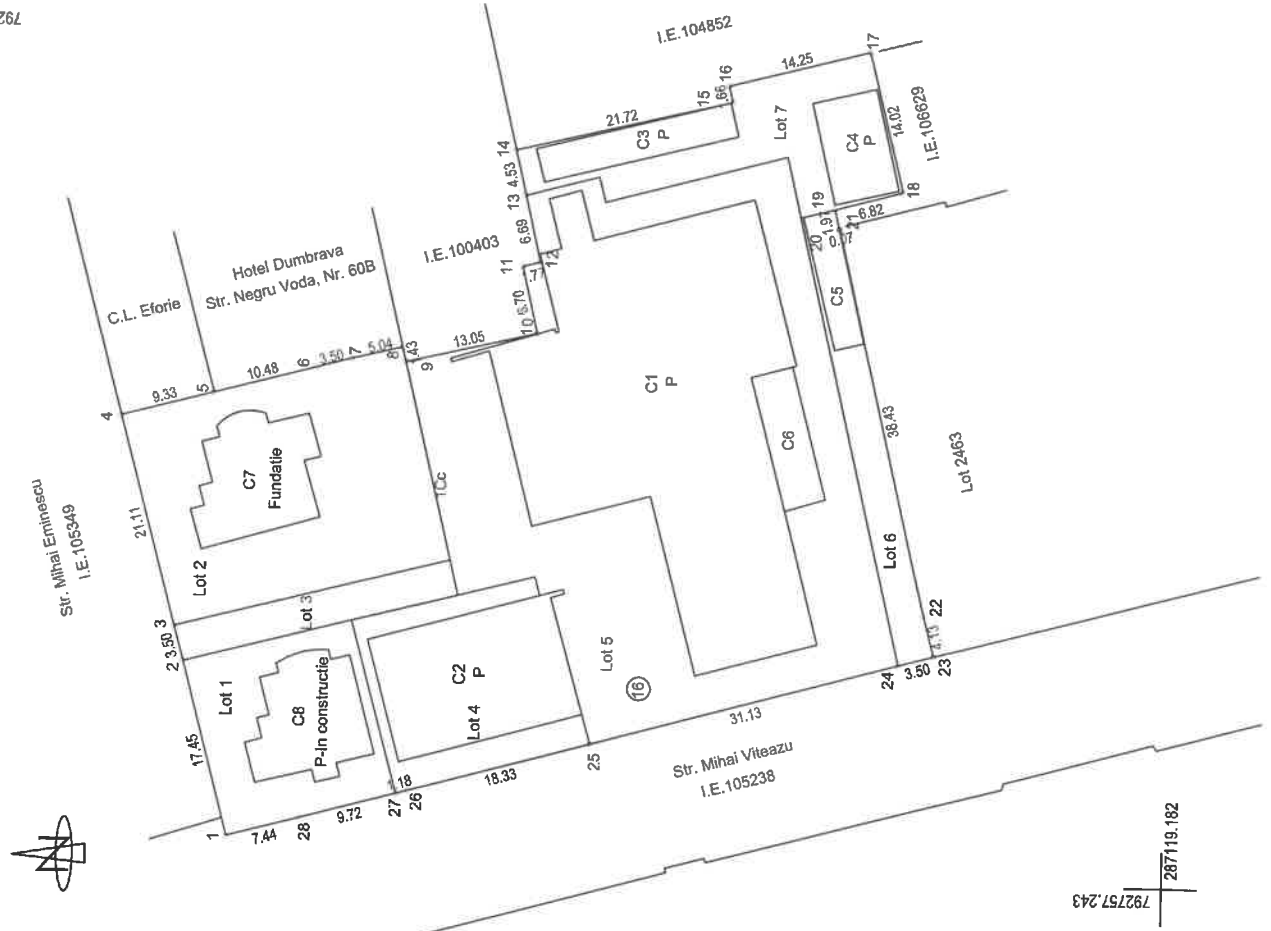 792
N
Str. Mihai Eminescu
I.E.105349
C.L. Eforie
Hotel Dumbrava
Str. Negru Voda, Nr. 60B
I.E.100403
I.E.104852
I.E.106629
Lot 2463
Str. Mihai Viteazu
I.E.105238
Lot 1
Lot 2
Lot 3
Lot 4
Lot 5
Lot 6
Lot 7
16
1Cc
C1
P
C2
P
C3
P
C4
P
C5
C6
C7
Fundatie
C8
P-In constructie
1
17.45
2
3.50
3
21.11
4
9.33
5
10.48
6
3.50
7
5.04
8
1.43
9
13.05
10
6.70
11
.77
12
6.69
13
4.53
14
21.72
15
.66
16
14.25
17
14.02
18
6.82
19
1.97
20
21
38.43
22
4.13
23
3.50
24
31.13
25
18.33
26
.18
27
9.72
28
7.44
792757.243
287119.182